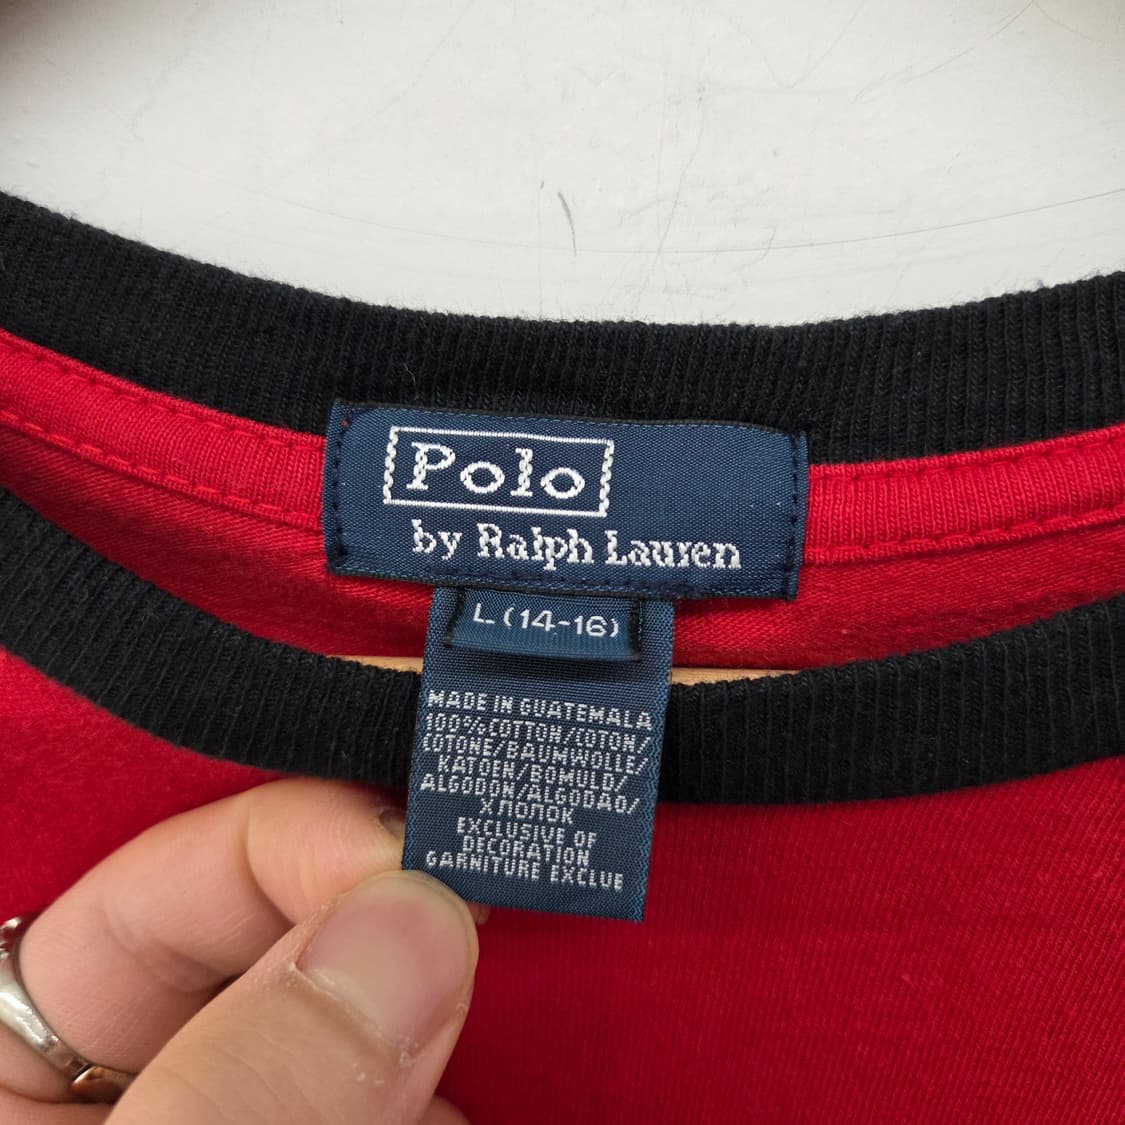 Polo
by Ralph Lauren
L (14-16)
MADE IN GUATEMALA
100% COTTON/COTON/
COTONE/BAUMWOLLE/
KATOEN/BOMULD/
ALGODON/ALGODAO/
ХЛОПОК
EXCLUSIVE OF
DECORATION
GARNITURE EXCLUE